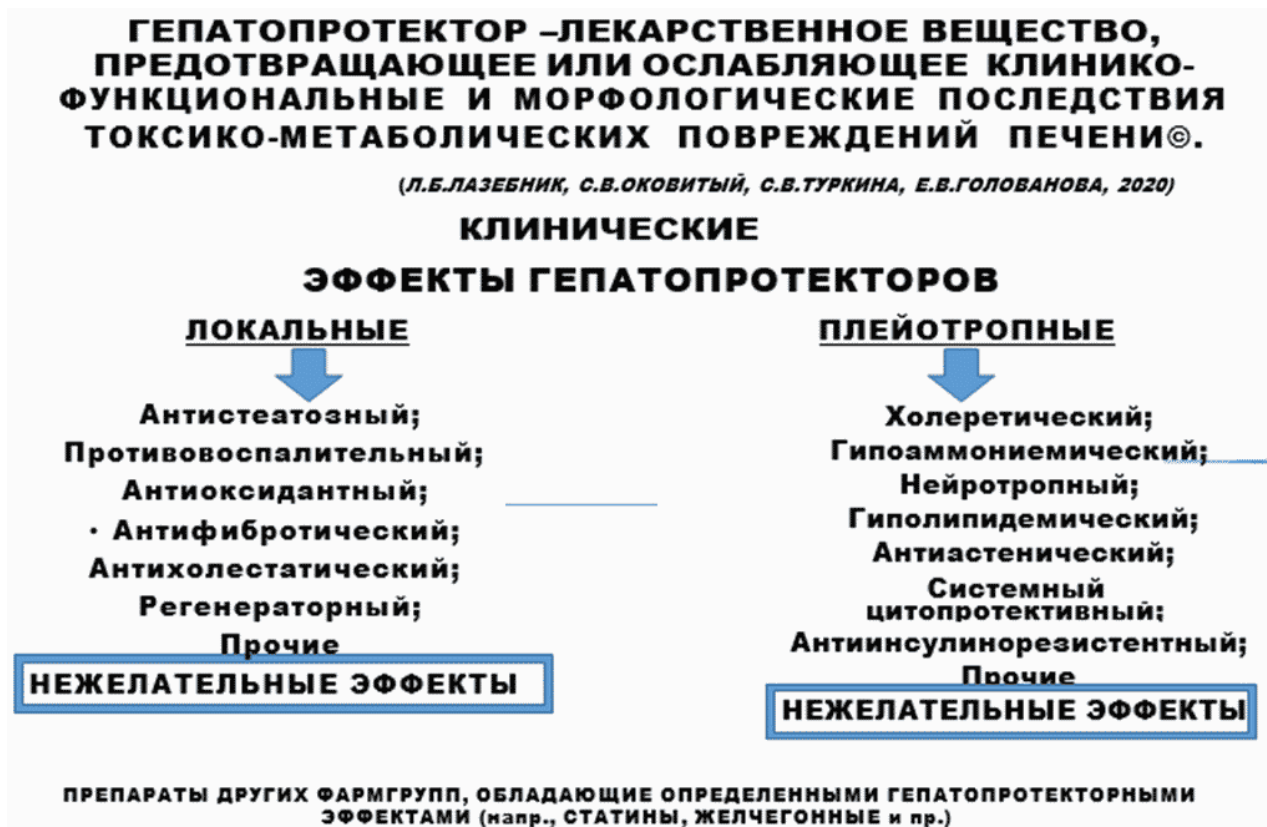 ГЕПАТОПРОТЕКТОР –ЛЕКАРСТВЕННОЕ ВЕЩЕСТВО,
ПРЕДОТВРАЩАЮЩЕЕ ИЛИ ОСЛАБЛЯЮЩЕЕ КЛИНИКО-
ФУНКЦИОНАЛЬНЫЕ И МОРФОЛОГИЧЕСКИЕ ПОСЛЕДСТВИЯ
ТОКСИКО-МЕТАБОЛИЧЕСКИХ ПОВРЕЖДЕНИЙ ПЕЧЕНИ©.
(Л.Б.ЛАЗЕБНИК, С.В.ОКОВИТЫЙ, С.В.ТУРКИНА, Е.В.ГОЛОВАНОВА, 2020)
КЛИНИЧЕСКИЕ
ЭФФЕКТЫ ГЕПАТОПРОТЕКТОРОВ
ЛОКАЛЬНЫЕ
Антистеатозный;
Противовоспалительный;
Антиоксидантный;
· Антифибротический;
Антихолестатический;
Регенераторный;
Прочие
НЕЖЕЛАТЕЛЬНЫЕ ЭФФЕКТЫ
ПЛЕЙОТРОПНЫЕ
Холеретический;
Гипоаммониемический;
Нейротропный;
Гиполипидемический;
Антиастенический;
Системный
цитопротективный;
Антиинсулинорезистентный;
Прочие
НЕЖЕЛАТЕЛЬНЫЕ ЭФФЕКТЫ
ПРЕПАРАТЫ ДРУГИХ ФАРМГРУПП, ОБЛАДАЮЩИЕ ОПРЕДЕЛЕННЫМИ ГЕПАТОПРОТЕКТОРНЫМИ
ЭФФЕКТАМИ (напр., СТАТИНЫ, ЖЕЛЧЕГОННЫЕ и пр.)